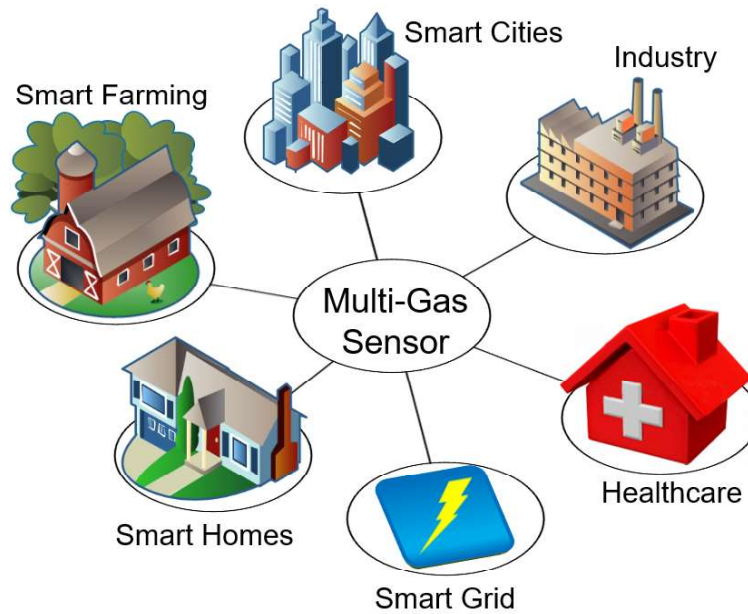 Smart Cities
Industry
Smart Farming
Multi-Gas
Sensor
Healthcare
Smart Homes
Smart Grid